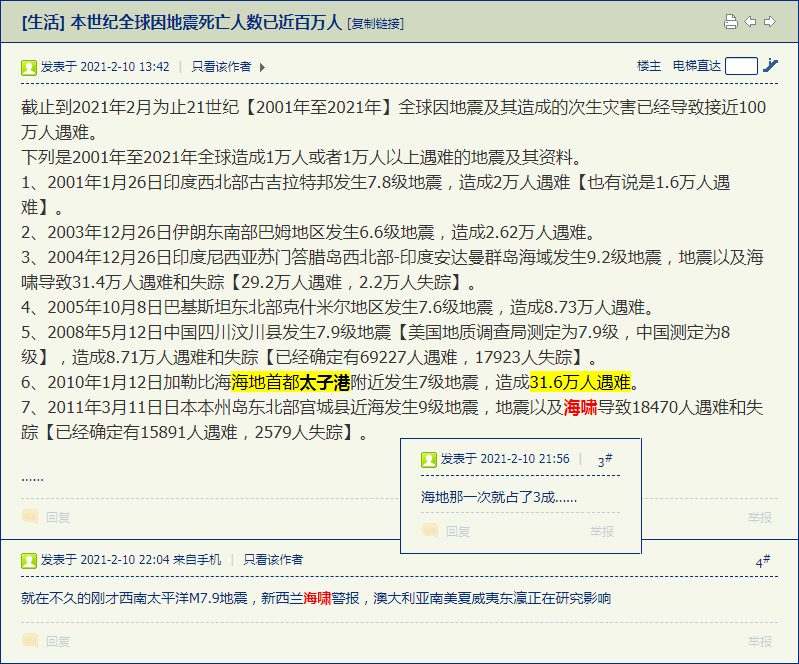 [生活] 本世纪全球因地震死亡人数已近百万人 [复制链接]
发表于 2021-2-10 13:42 | 只看该作者 楼主 电梯直达
截止到2021年2月为止21世纪【2001年至2021年】全球因地震及其造成的次生灾害已经导致接近100
万人遇难。
下列是2001年至2021年全球造成1万人或者1万人以上遇难的地震及其资料。
1、2001年1月26日印度西北部古吉拉特邦发生7.8级地震，造成2万人遇难【也有说是1.6万人遇
难】。
2、2003年12月26日伊朗东南部巴姆地区发生6.6级地震，造成2.62万人遇难。
3、2004年12月26日印度尼西亚苏门答腊岛西北部-印度安达曼群岛海域发生9.2级地震，地震以及海
啸导致31.4万人遇难和失踪【29.2万人遇难，2.2万人失踪】。
4、2005年10月8日巴基斯坦东北部克什米尔地区发生7.6级地震，造成8.73万人遇难。
5、2008年5月12日中国四川汶川县发生7.9级地震【美国地质调查局测定为7.9级，中国测定为8
级】，造成8.71万人遇难和失踪【已经确定有69227人遇难，17923人失踪】。
6、2010年1月12日加勒比海海地首都太子港附近发生7级地震，造成31.6万人遇难。
7、2011年3月11日日本本州岛东北部宫城县近海发生9级地震，地震以及海啸导致18470人遇难和失
踪【已经确定有15891人遇难，2579人失踪】。
......
回复 举报
发表于 2021-2-10 21:56 | 3#
海地那一次就占了3成......
回复 举报
发表于 2021-2-10 22:04 来自手机 | 只看该作者 4#
就在不久的刚才西南太平洋M7.9地震，新西兰海啸警报，澳大利亚南美夏威夷东瀛正在研究影响
回复 举报